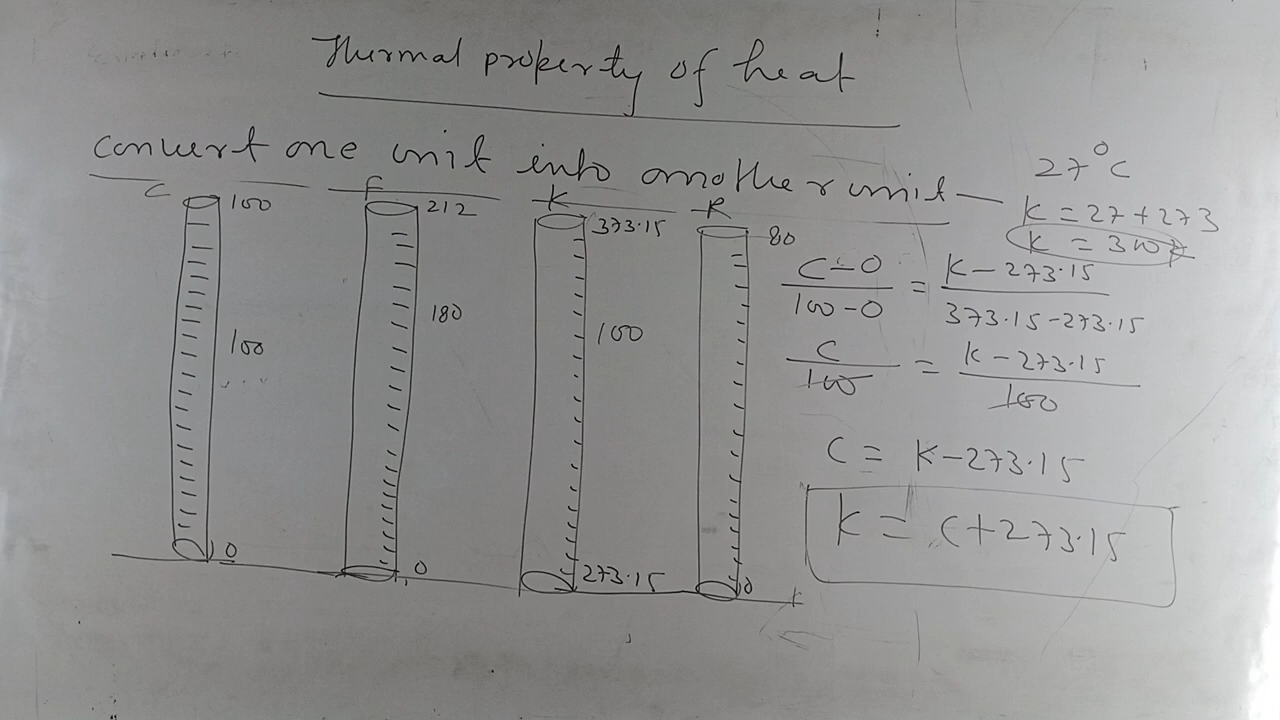 Thermal property of heat
convert one unit into another unit —
C 100 100 0
F 212 180 0
K 373.15 100 273.15
R 80 0
27°C
K = 27 + 273
K = 300K
C – 0 / 100 – 0 = K – 273.15 / 373.15 – 273.15
C / 100 = K – 273.15 / 100
C = K – 273.15
K = C + 273.15